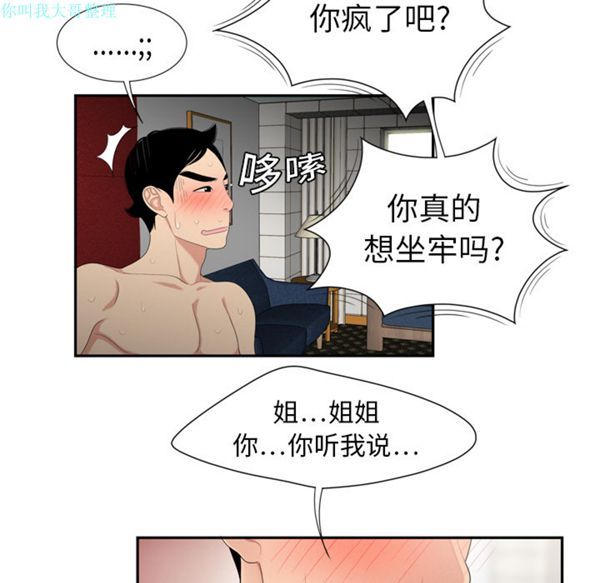 你叫我大哥整理
你疯了吧?
……;;
哆嗦
你真的
想坐牢吗?
姐...姐姐
你...你听我说...